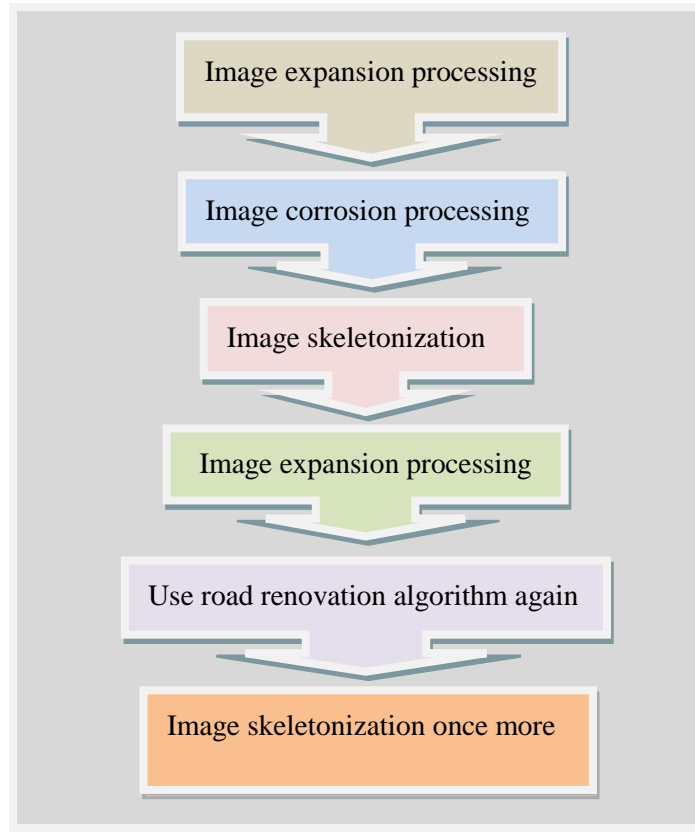 Image expansion processing
Image corrosion processing
Image skeletonization
Image expansion processing
Use road renovation algorithm again
Image skeletonization once more